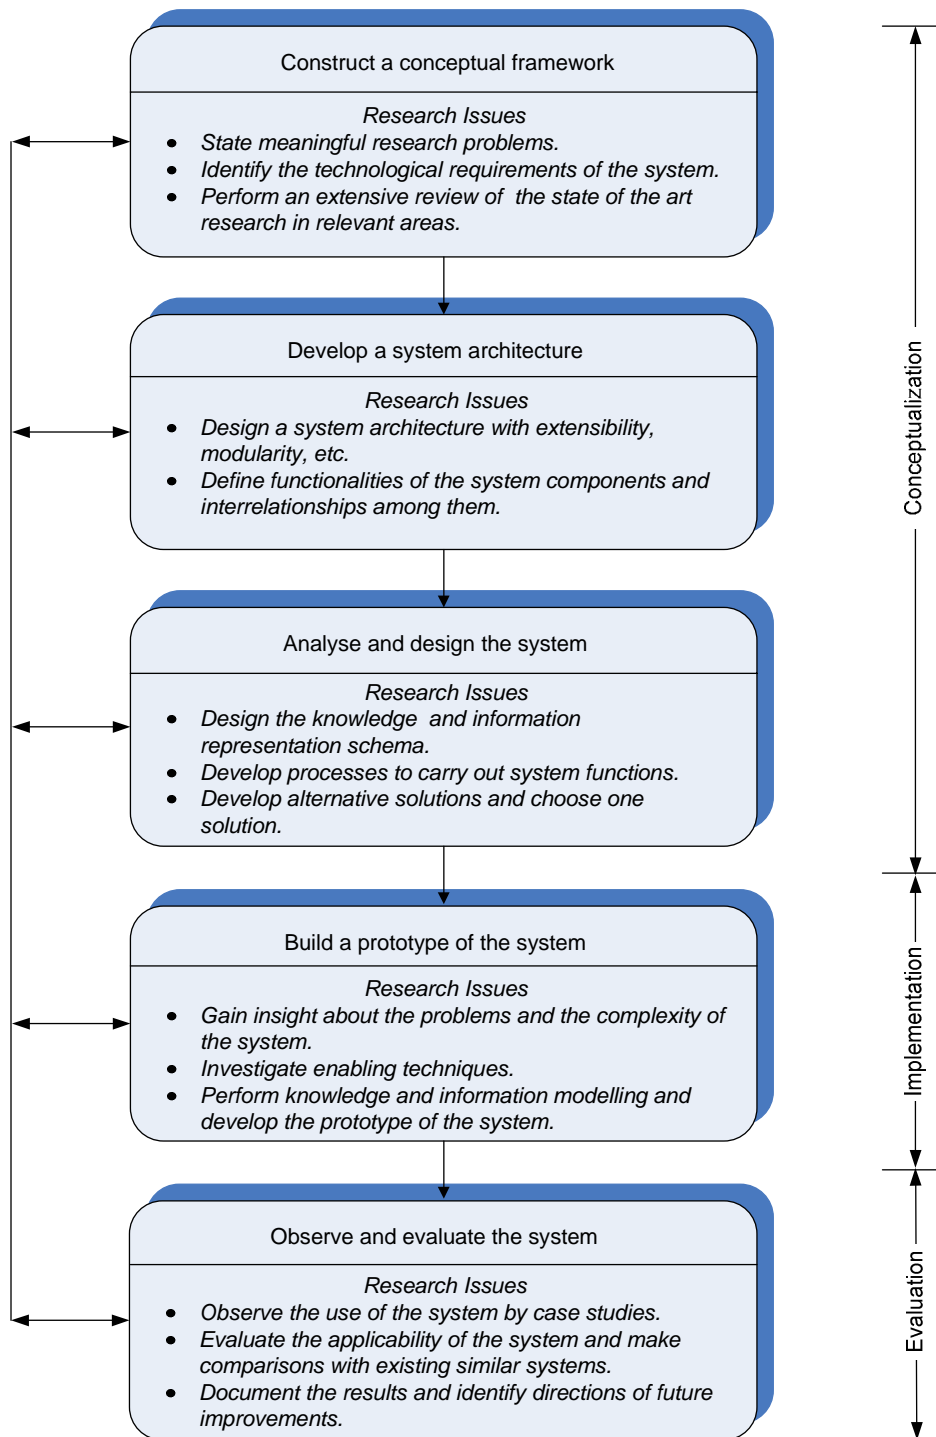 Construct a conceptual framework
Research Issues
• State meaningful research problems.
• Identify the technological requirements of the system.
• Perform an extensive review of the state of the art
research in relevant areas.
Develop a system architecture
Research Issues
• Design a system architecture with extensibility,
modularity, etc.
• Define functionalities of the system components and
interrelationships among them.
Analyse and design the system
Research Issues
• Design the knowledge and information
representation schema.
• Develop processes to carry out system functions.
• Develop alternative solutions and choose one
solution.
Conceptualization
Build a prototype of the system
Research Issues
• Gain insight about the problems and the complexity of
the system.
• Investigate enabling techniques.
• Perform knowledge and information modelling and
develop the prototype of the system.
Implementation
Observe and evaluate the system
Research Issues
• Observe the use of the system by case studies.
• Evaluate the applicability of the system and make
comparisons with existing similar systems.
• Document the results and identify directions of future
improvements.
Evaluation